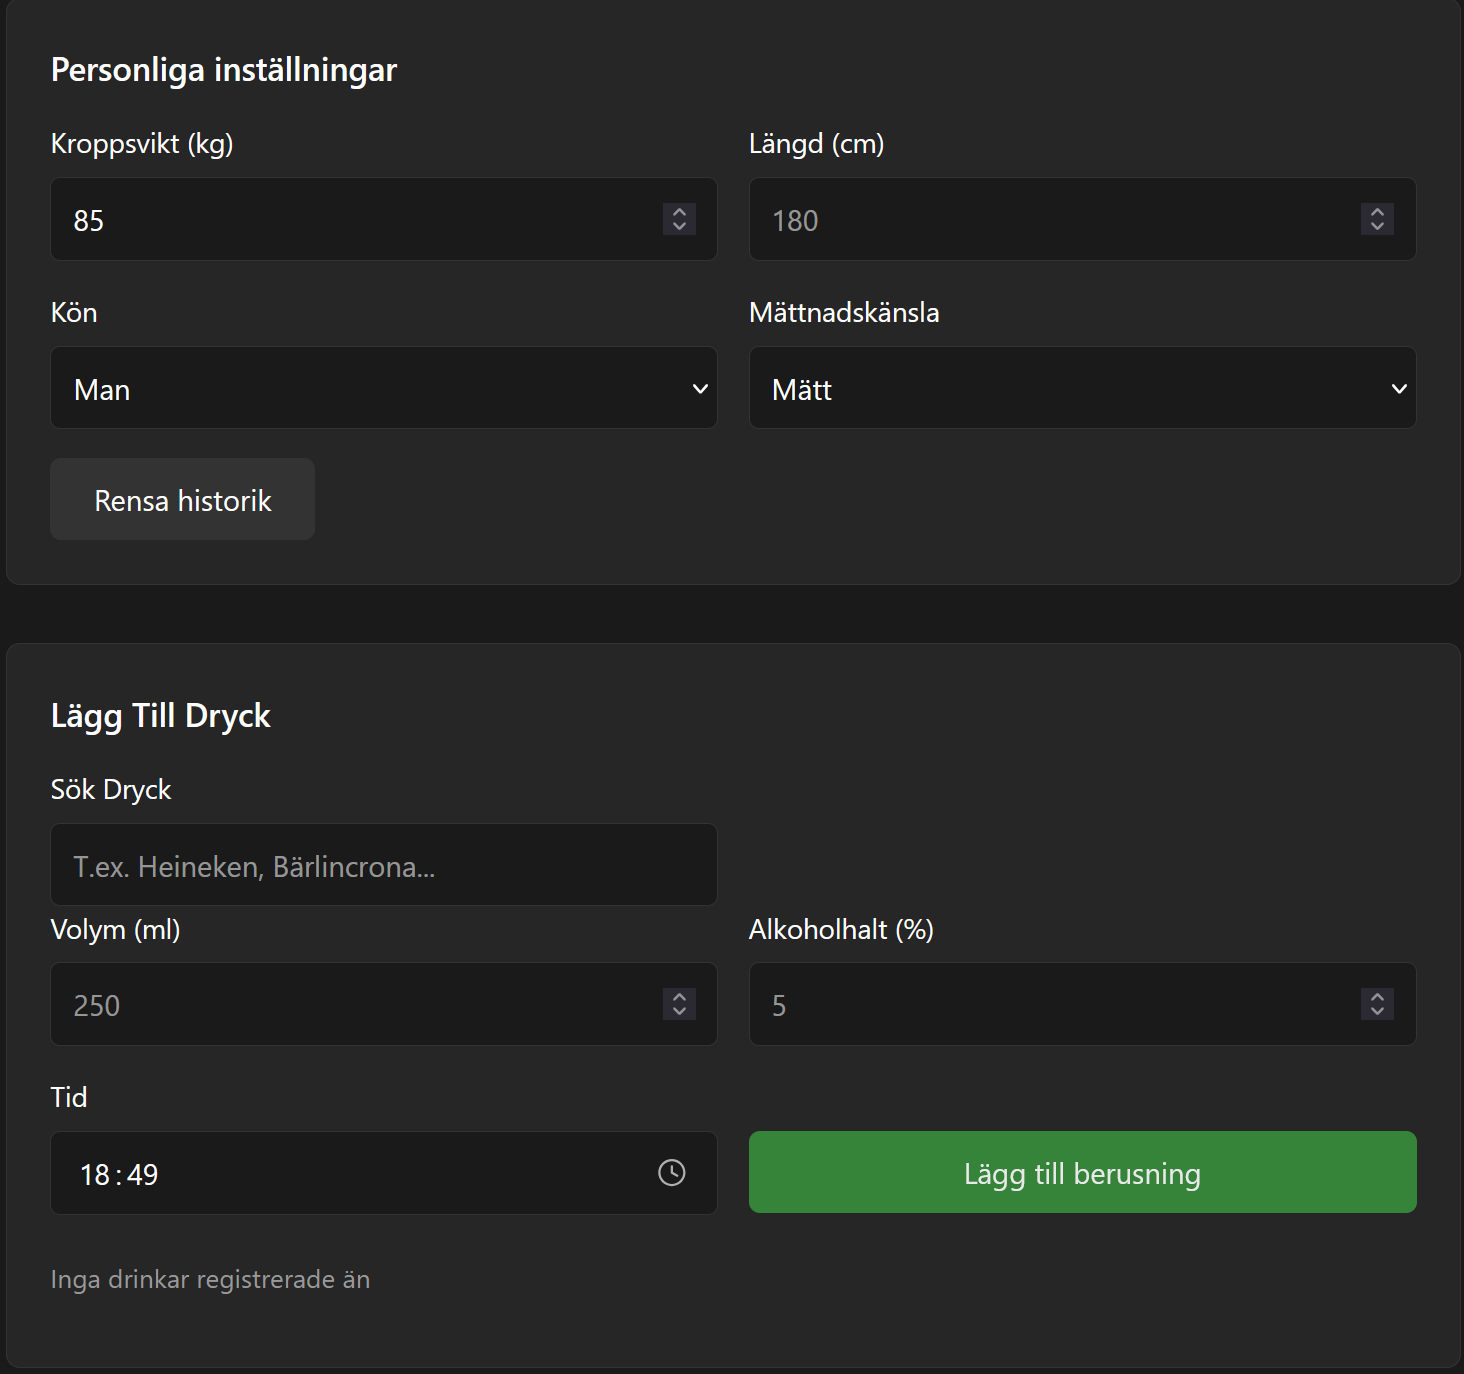 Personliga inställningar
Kroppsvikt (kg)
Längd (cm)
85
180
Kön
Mättnadskänsla
Man
Mätt
Rensa historik
Lägg Till Dryck
Sök Dryck
T.ex. Heineken, Bärlincrona...
Volym (ml)
Alkoholhalt (%)
250
5
Tid
18:49
Lägg till berusning
Inga drinkar registrerade än